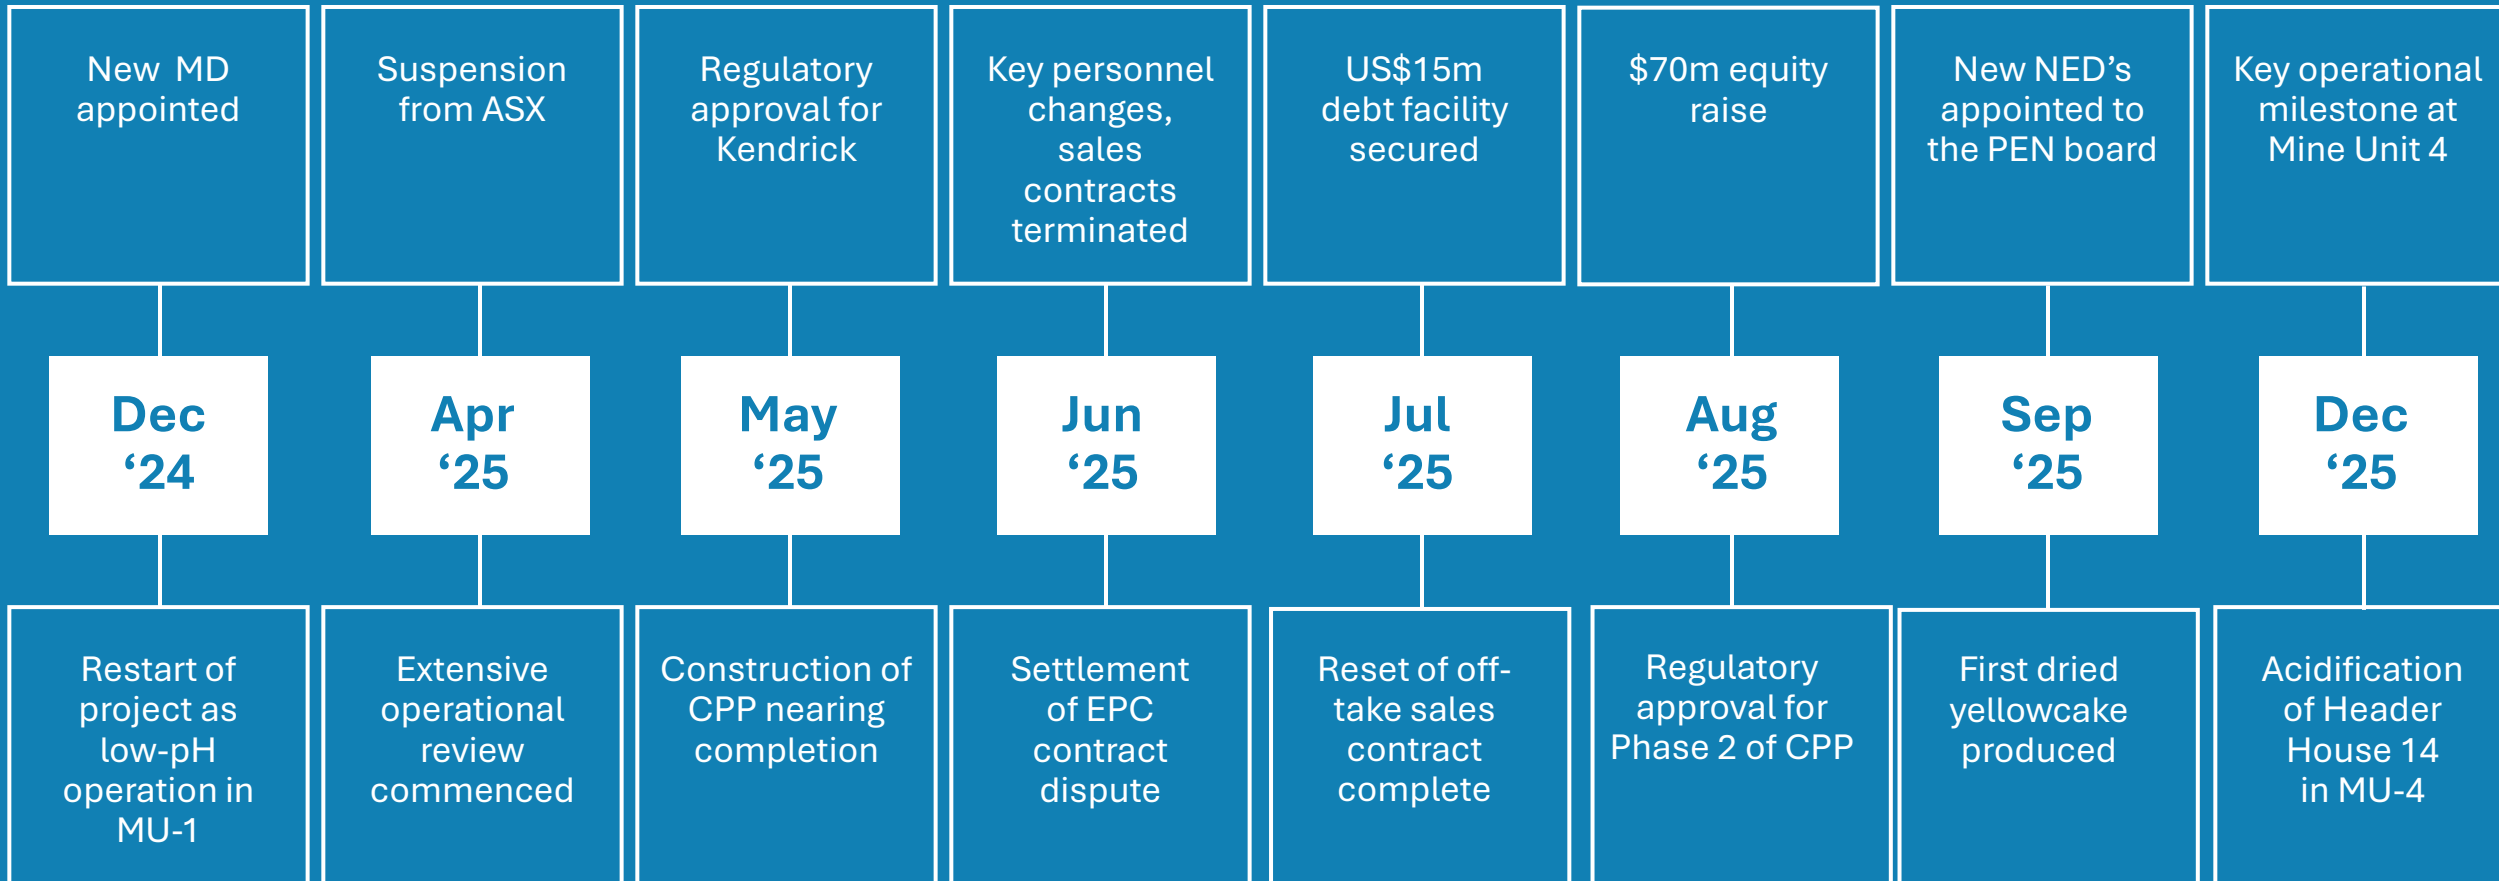 New MD
appointed
Suspension
from ASX
Regulatory
approval for
Kendrick
Key personnel
changes,
sales
contracts
terminated
US$15m
debt facility
secured
$70m equity
raise
New NED’s
appointed to
the PEN board
Key operational
milestone at
Mine Unit 4
Dec
‘24
Apr
‘25
May
‘25
Jun
‘25
Jul
‘25
Aug
‘25
Sep
‘25
Dec
‘25
Restart of
project as
low-pH
operation in
MU-1
Extensive
operational
review
commenced
Construction of
CPP nearing
completion
Settlement
of EPC
contract
dispute
Reset of off-
take sales
contract
complete
Regulatory
approval for
Phase 2 of CPP
First dried
yellowcake
produced
Acidification
of Header
House 14
in MU-4